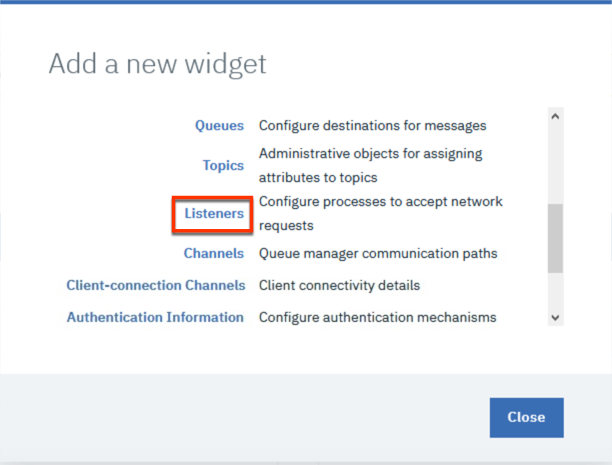 Add a new widget
Queues Configure destinations for messages
Topics Administrative objects for assigning
attributes to topics
Listeners Configure processes to accept network
requests
Channels Queue manager communication paths
Client-connection Channels Client connectivity details
Authentication Information Configure authentication mechanisms
Close